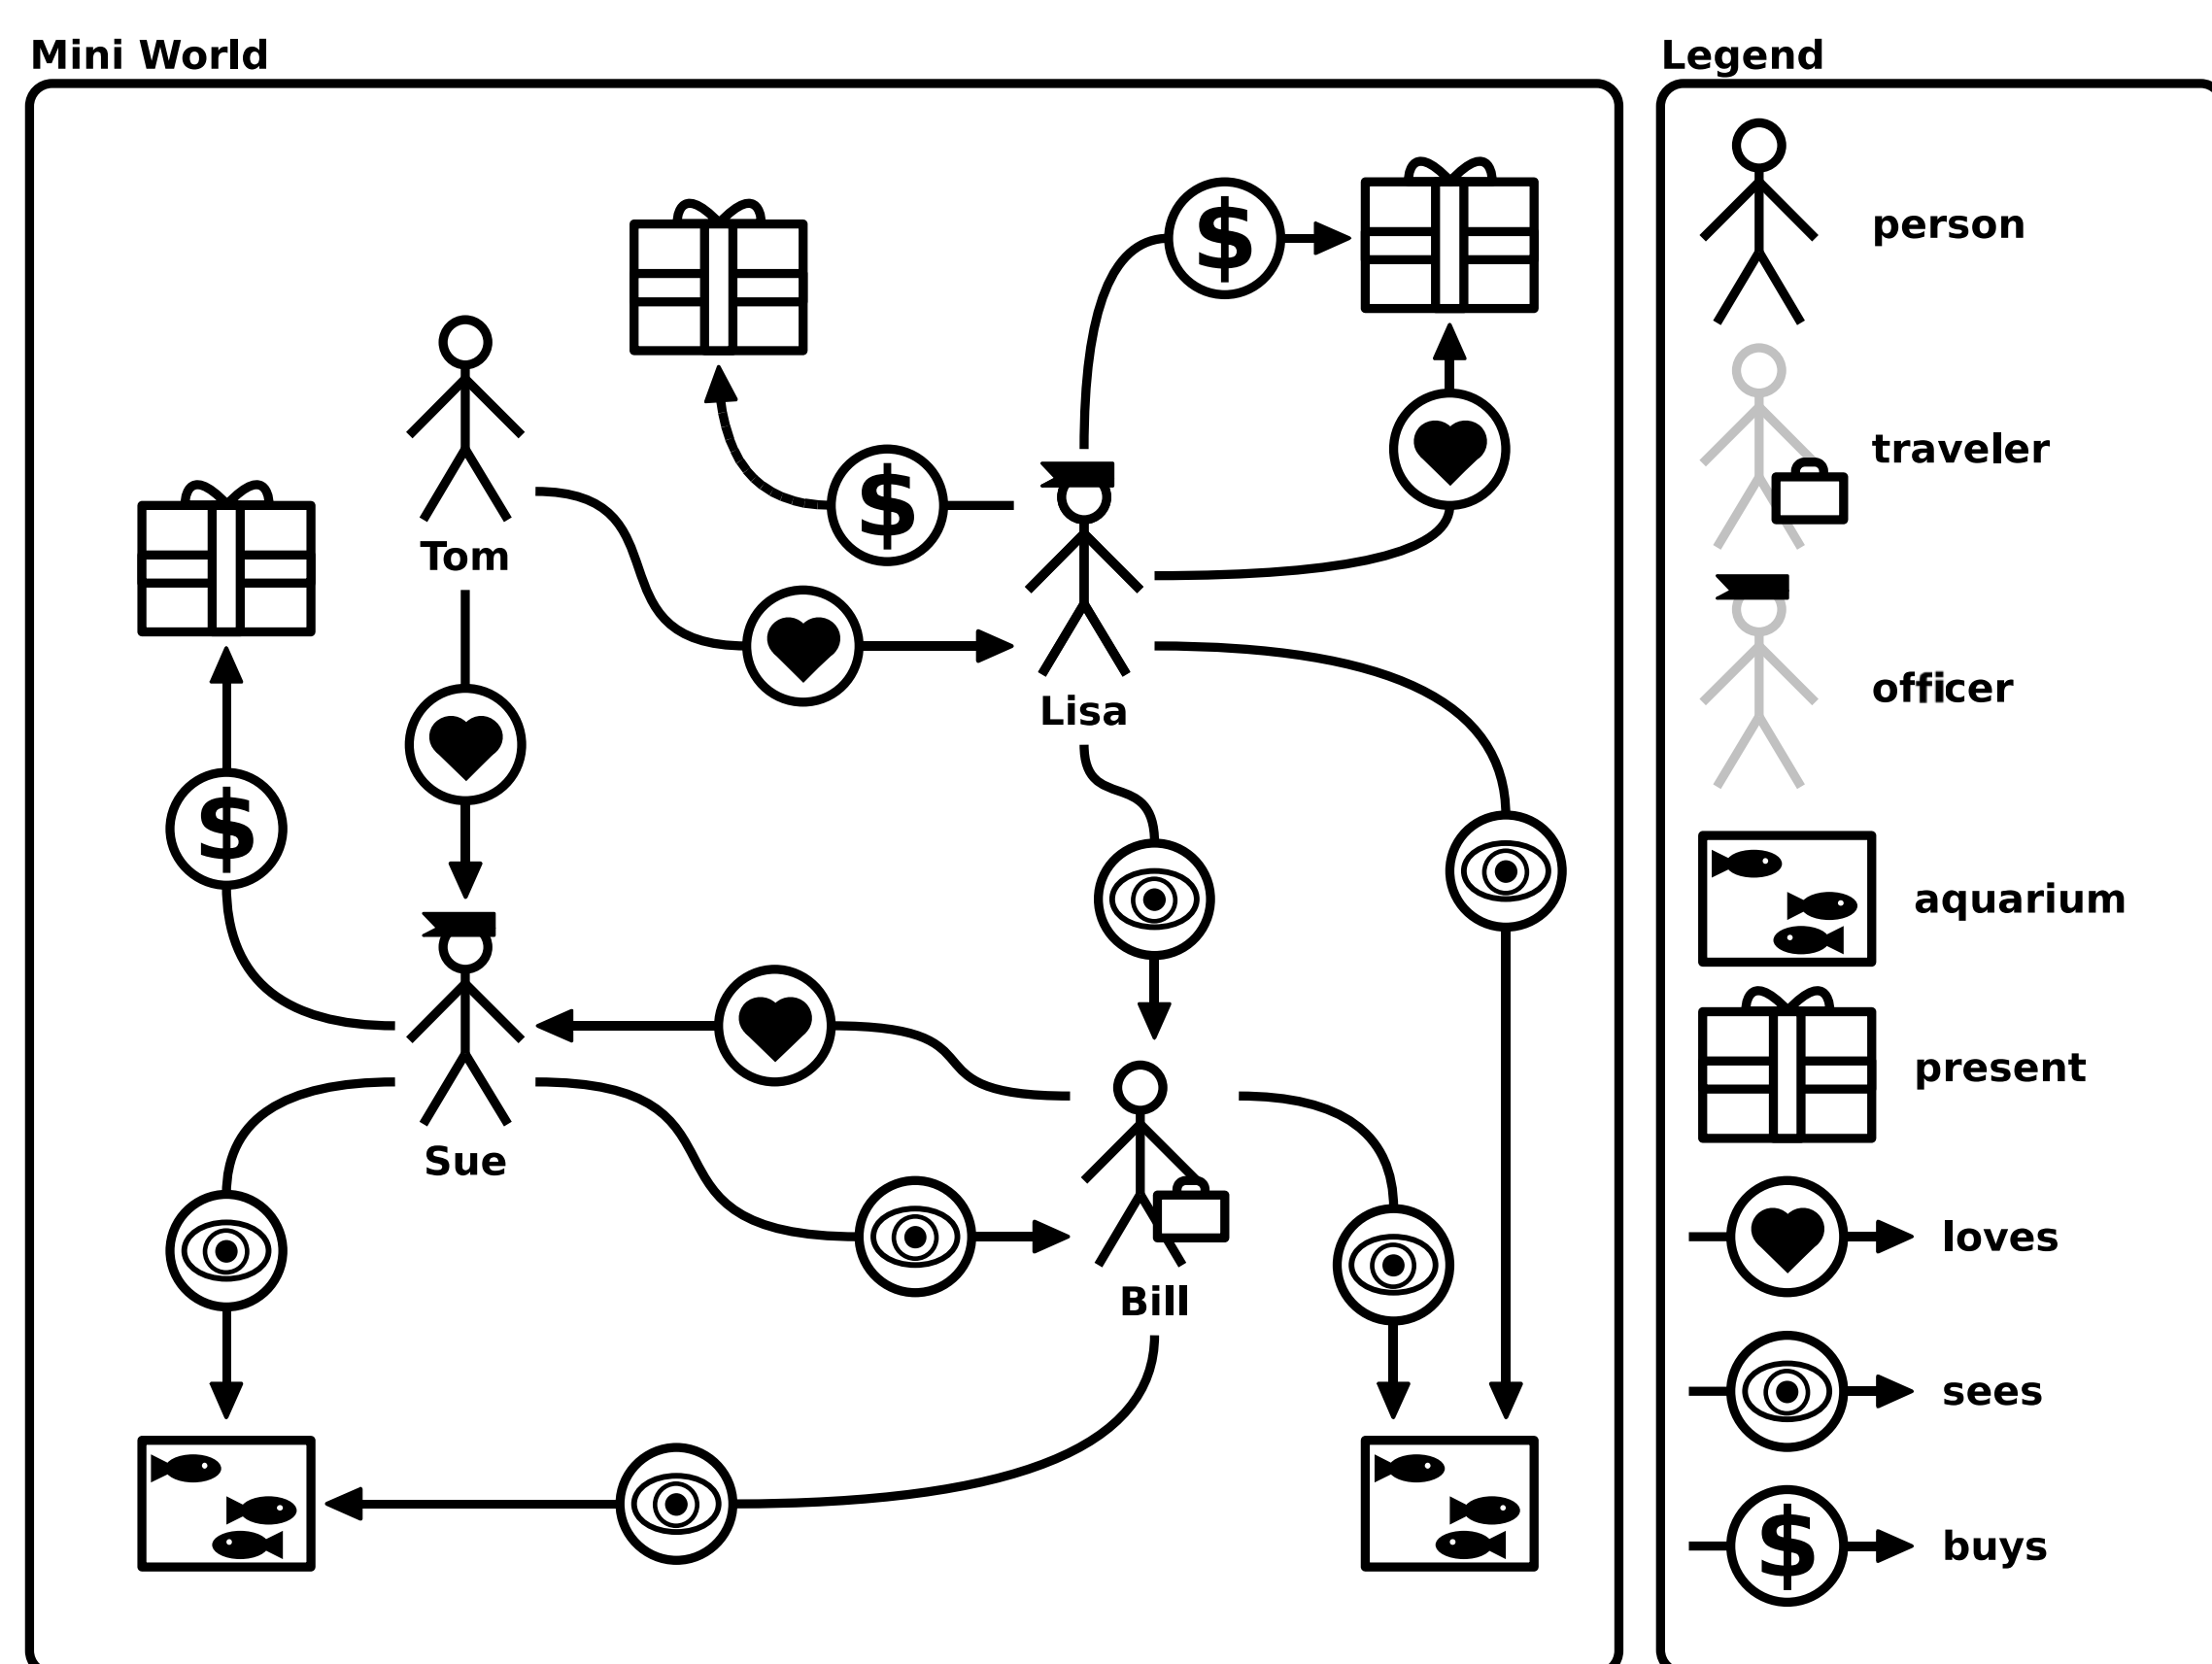 Mini World
Legend
person
traveler
officer
aquarium
present
loves
sees
buys
$
$
$
$
Tom
Lisa
Sue
Bill